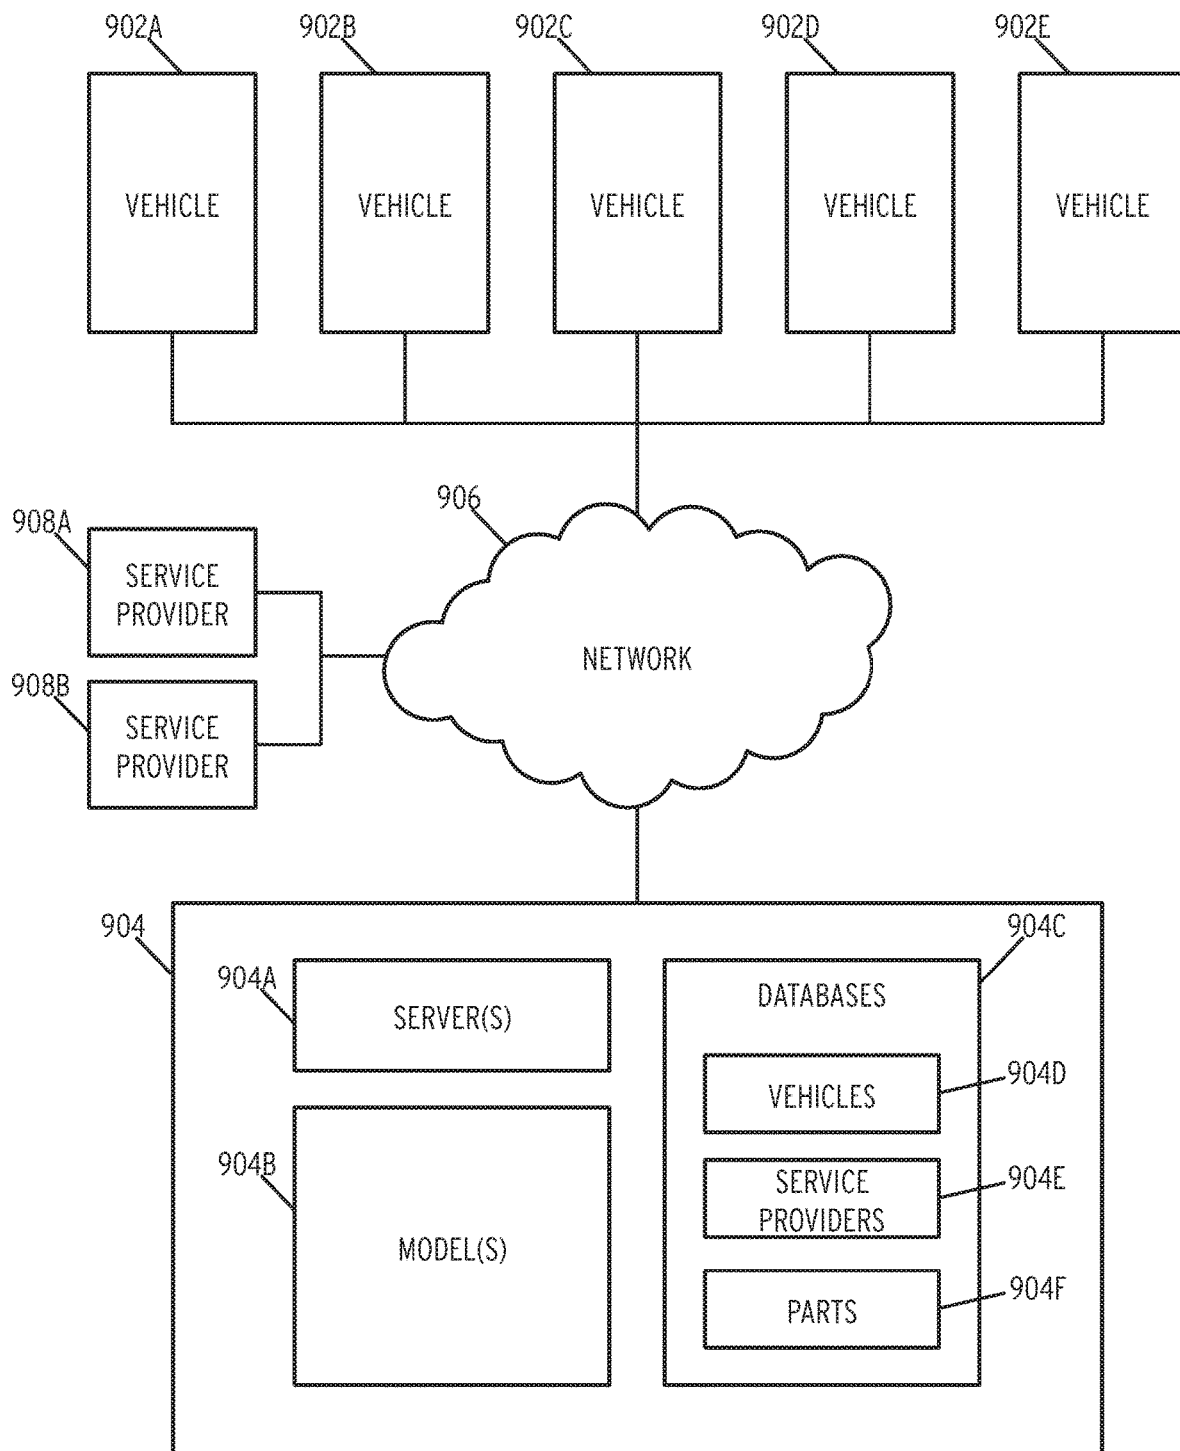 902A
902B
902C
902D
902E
VEHICLE
VEHICLE
VEHICLE
VEHICLE
VEHICLE
906
908A
SERVICE
PROVIDER
NETWORK
908B
SERVICE
PROVIDER
904
904A
SERVER(S)
904C
DATABASES
904D
VEHICLES
904B
MODEL(S)
904E
SERVICE
PROVIDERS
904F
PARTS